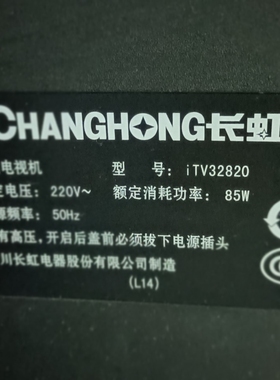 CHANGHONG长虹
电视机 型 号: iTV32820
定电压: 220V~ 额定消耗功率: 85W
源频率: 50Hz
有高压, 开启后盖前必须拔下电源插头
川长虹电器股份有限公司制造
(L14)